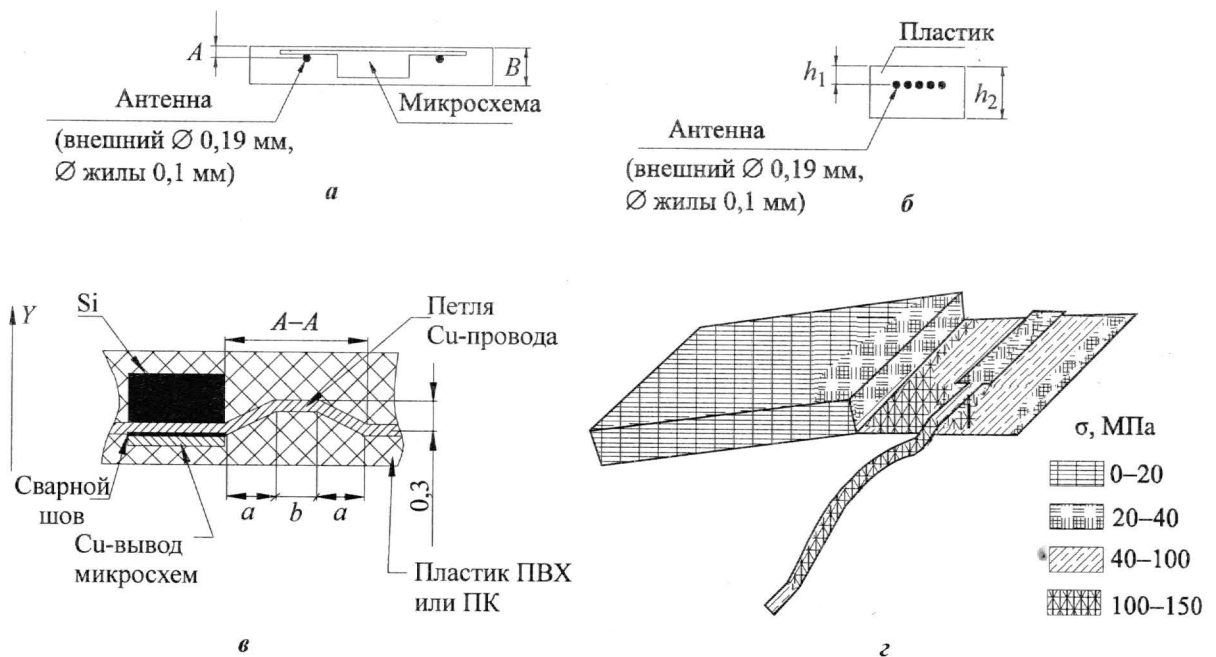 A
B
Антенна
Микросхема
(внешний ∅ 0,19 мм,
∅ жилы 0,1 мм)
а
Пластик
h1
h2
Антенна
(внешний ∅ 0,19 мм,
∅ жилы 0,1 мм)
б
Y
Si
А–А
Петля
Cu-провода
Сварной
шов
a
b
a
0,3
Cu-вывод
микросхем
Пластик ПВХ
или ПК
в
σ, МПа
0–20
20–40
40–100
100–150
г